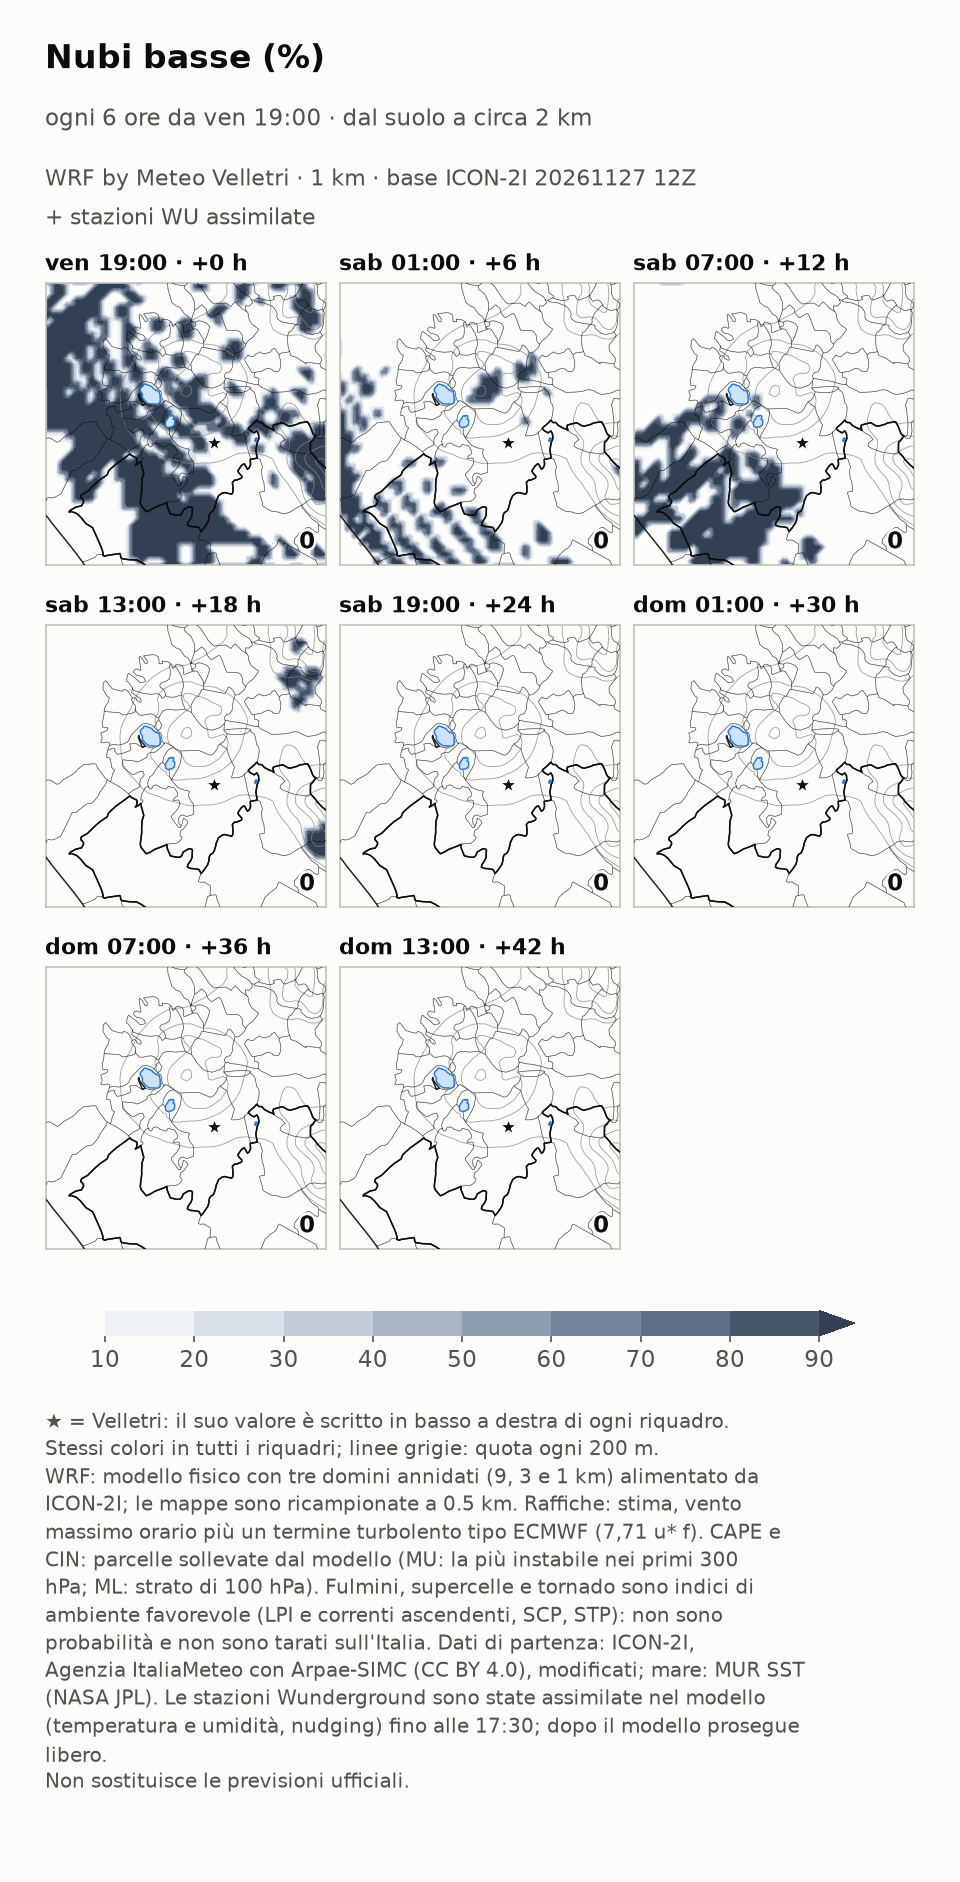 Nubi basse (%)
ogni 6 ore da ven 19:00 · dal suolo a circa 2 km
WRF by Meteo Velletri · 1 km · base ICON-2I 20261127 12Z
+ stazioni WU assimilate
ven 19:00 · +0 h
sab 01:00 · +6 h
sab 07:00 · +12 h
0
0
0
sab 13:00 · +18 h
sab 19:00 · +24 h
dom 01:00 · +30 h
0
0
0
dom 07:00 · +36 h
dom 13:00 · +42 h
0
0
10 20 30 40 50 60 70 80 90
★ = Velletri: il suo valore è scritto in basso a destra di ogni riquadro.
Stessi colori in tutti i riquadri; linee grigie: quota ogni 200 m.
WRF: modello fisico con tre domini annidati (9, 3 e 1 km) alimentato da
ICON-2I; le mappe sono ricampionate a 0.5 km. Raffiche: stima, vento
massimo orario più un termine turbolento tipo ECMWF (7,71 u* f). CAPE e
CIN: parcelle sollevate dal modello (MU: la più instabile nei primi 300
hPa; ML: strato di 100 hPa). Fulmini, supercelle e tornado sono indici di
ambiente favorevole (LPI e correnti ascendenti, SCP, STP): non sono
probabilità e non sono tarati sull'Italia. Dati di partenza: ICON-2I,
Agenzia ItaliaMeteo con Arpae-SIMC (CC BY 4.0), modificati; mare: MUR SST
(NASA JPL). Le stazioni Wunderground sono state assimilate nel modello
(temperatura e umidità, nudging) fino alle 17:30; dopo il modello prosegue
libero.
Non sostituisce le previsioni ufficiali.